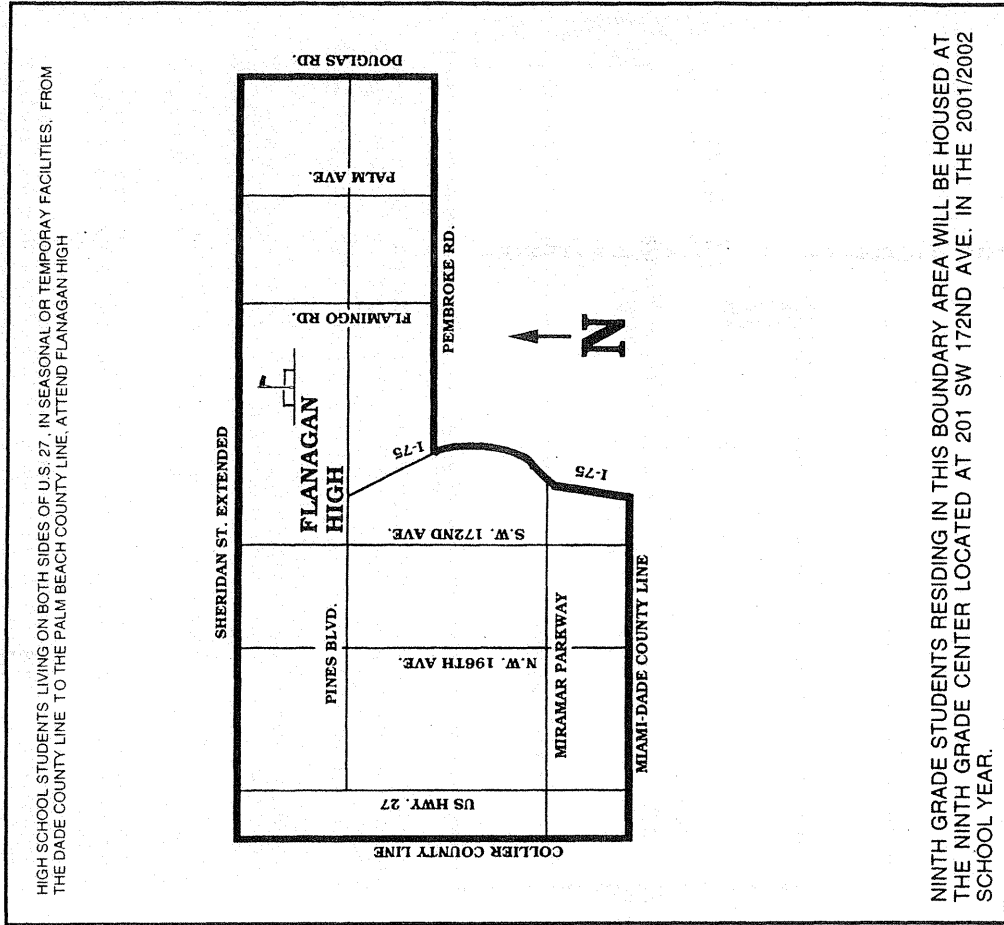 HIGH SCHOOL STUDENTS LIVING ON BOTH SIDES OF U.S. 27, IN SEASONAL OR TEMPORAY FACILITIES, FROM
THE DADE COUNTY LINE TO THE PALM BEACH COUNTY LINE, ATTEND FLANAGAN HIGH
SHERIDAN ST. EXTENDED
DOUGLAS RD.
PALM AVE.
FLAMINGO RD.
FLANAGAN
HIGH
PINES BLVD.
I-75
PEMBROKE RD.
N
S.W. 172ND AVE.
N.W. 196TH AVE.
US HWY. 27
COLLIER COUNTY LINE
I-75
MIRAMAR PARKWAY
MIAMI-DADE COUNTY LINE
NINTH GRADE STUDENTS RESIDING IN THIS BOUNDARY AREA WILL BE HOUSED AT
THE NINTH GRADE CENTER LOCATED AT 201 SW 172ND AVE. IN THE 2001/2002
SCHOOL YEAR.